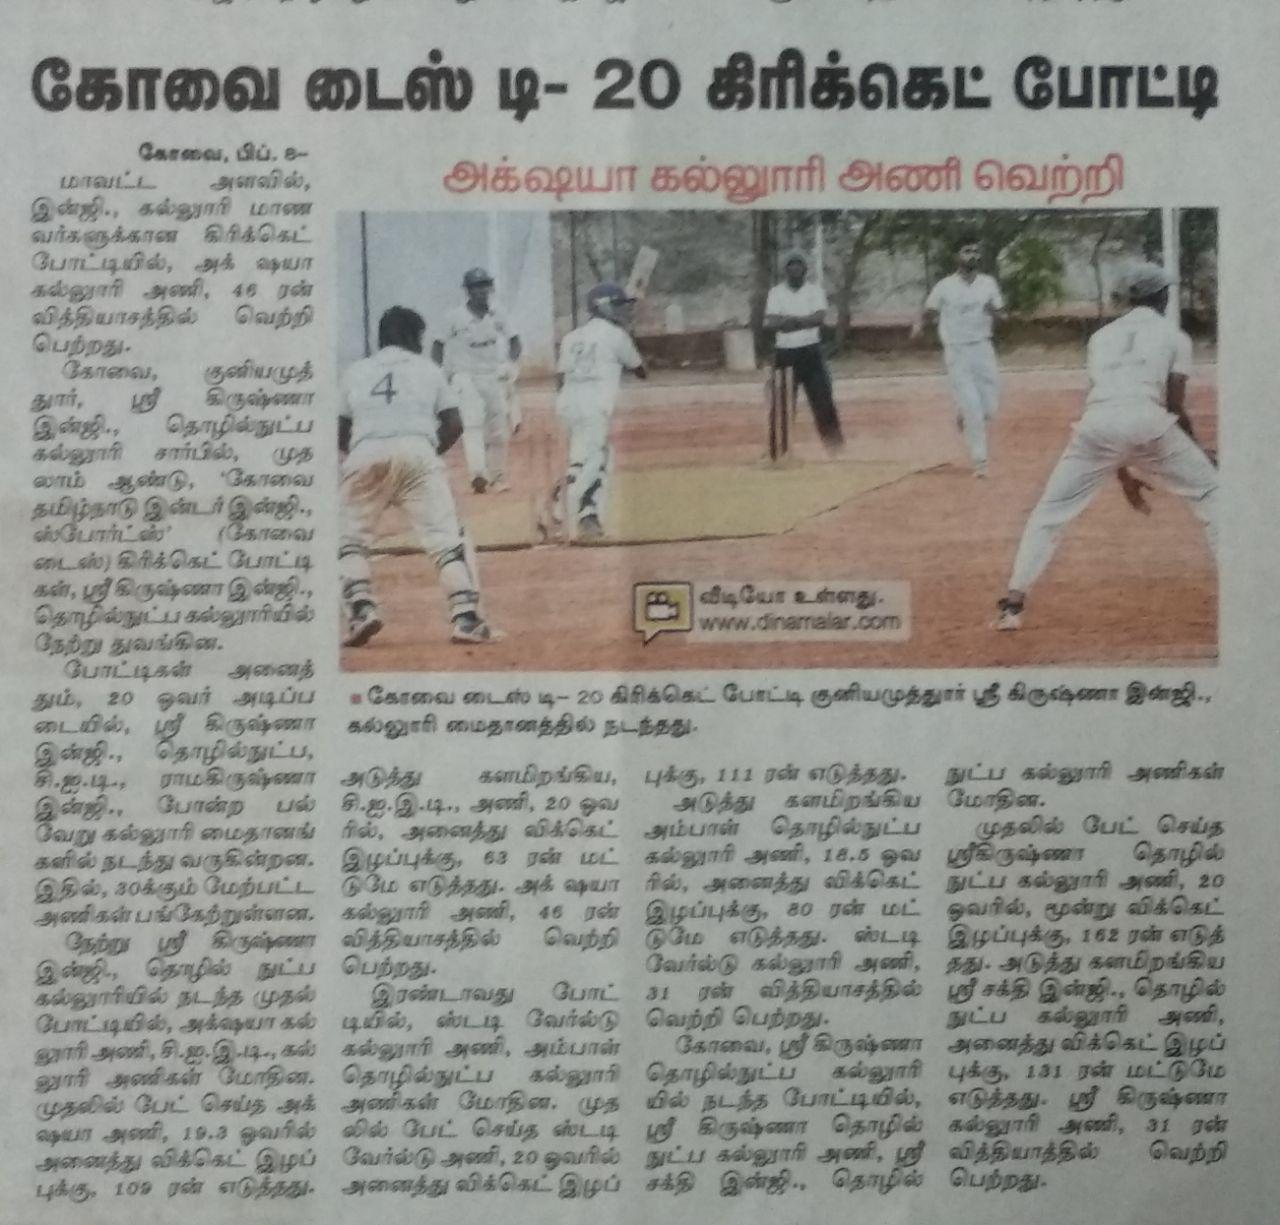 கோவை டைஸ் டி- 20 கிரிக்கெட் போட்டி
அக்ஷயா கல்லூரி அணி வெற்றி
கோவை, பிப். 8–
மாவட்ட அளவில்,
இன்ஜி., கல்லூரி மாண
வர்களுக்கான கிரிக்கெட்
போட்டியில், அக் ஷயா
கல்லூரி அணி, 46 ரன்
வித்தியாசத்தில் வெற்றி
பெற்றது.
கோவை, குனியமுத்
தூர், ஸ்ரீ கிருஷ்ணா
இன்ஜி., தொழில்நுட்ப
கல்லூரி சார்பில், முத
லாம் ஆண்டு, 'கோவை
தமிழ்நாடு இன்டர் இன்ஜி.,
ஸ்போர்ட்ஸ்' (கோவை
டைஸ்) கிரிக்கெட் போட்டி
கள், ஸ்ரீ கிருஷ்ணா இன்ஜி.,
தொழில்நுட்ப கல்லூரியில்
நேற்று துவங்கின.
போட்டிகள் அனைத்
தும், 20 ஓவர் அடிப்ப
டையில், ஸ்ரீ கிருஷ்ணா
இன்ஜி., தொழில்நுட்ப,
சி.ஐ.டி., ராமகிருஷ்ணா
இன்ஜி., போன்ற பல்
வேறு கல்லூரி மைதானங்
களில் நடந்து வருகின்றன.
இதில், 30க்கும் மேற்பட்ட
அணிகள் பங்கேற்றுள்ளன.
நேற்று ஸ்ரீ கிருஷ்ணா
இன்ஜி., தொழில் நுட்ப
கல்லூரியில் நடந்த முதல்
போட்டியில், அக்ஷயா கல்
லூரி அணி, சி.ஐ.இ.டி., கல்
லூரி அணிகள் மோதின.
முதலில் பேட் செய்த அக்
ஷயா அணி, 19.3 ஓவரில்
அனைத்து விக்கெட் இழப்
புக்கு, 109 ரன் எடுத்தது.
4
1
வீடியோ உள்ளது.
www.dinamalar.com
கோவை டைஸ் டி– 20 கிரிக்கெட் போட்டி குனியமுத்தூர் ஸ்ரீ கிருஷ்ணா இன்ஜி.,
கல்லூரி மைதானத்தில் நடந்தது.
அடுத்து களமிறங்கிய,
சி.ஐ.இ.டி., அணி, 20 ஓவ
ரில், அனைத்து விக்கெட்
இழப்புக்கு, 63 ரன் மட்
டுமே எடுத்தது. அக் ஷயா
கல்லூரி அணி, 46 ரன்
வித்தியாசத்தில் வெற்றி
பெற்றது.
இரண்டாவது போட்
டியில், ஸ்டடி வேர்ல்டு
கல்லூரி அணி, அம்பாள்
தொழில்நுட்ப கல்லூரி
அணிகள் மோதின. முத
லில் பேட் செய்த ஸ்டடி
வேர்ல்டு அணி, 20 ஓவரில்
அனைத்து விக்கெட் இழப்
புக்கு, 111 ரன் எடுத்தது.
அடுத்து களமிறங்கிய
அம்பாள் தொழில்நுட்ப
கல்லூரி அணி, 18.5 ஓவ
ரில், அனைத்து விக்கெட்
இழப்புக்கு, 80 ரன் மட்
டுமே எடுத்தது. ஸ்டடி
வேர்ல்டு கல்லூரி அணி,
31 ரன் வித்தியாசத்தில்
வெற்றி பெற்றது.
கோவை, ஸ்ரீ கிருஷ்ணா
தொழில்நுட்ப கல்லூரி
யில் நடந்த போட்டியில்,
ஸ்ரீ கிருஷ்ணா தொழில்
நுட்ப கல்லூரி அணி, ஸ்ரீ
சக்தி இன்ஜி., தொழில்
நுட்ப கல்லூரி அணிகள்
மோதின.
முதலில் பேட் செய்த
ஸ்ரீகிருஷ்ணா தொழில்
நுட்ப கல்லூரி அணி, 20
ஓவரில், மூன்று விக்கெட்
இழப்புக்கு, 162 ரன் எடுத்
தது. அடுத்து களமிறங்கிய
ஸ்ரீ சக்தி இன்ஜி., தொழில்
நுட்ப கல்லூரி அணி,
அனைத்து விக்கெட் இழப்
புக்கு, 131 ரன் மட்டுமே
எடுத்தது. ஸ்ரீ கிருஷ்ணா
கல்லூரி அணி, 31 ரன்
வித்தியாத்தில் வெற்றி
பெற்றது.